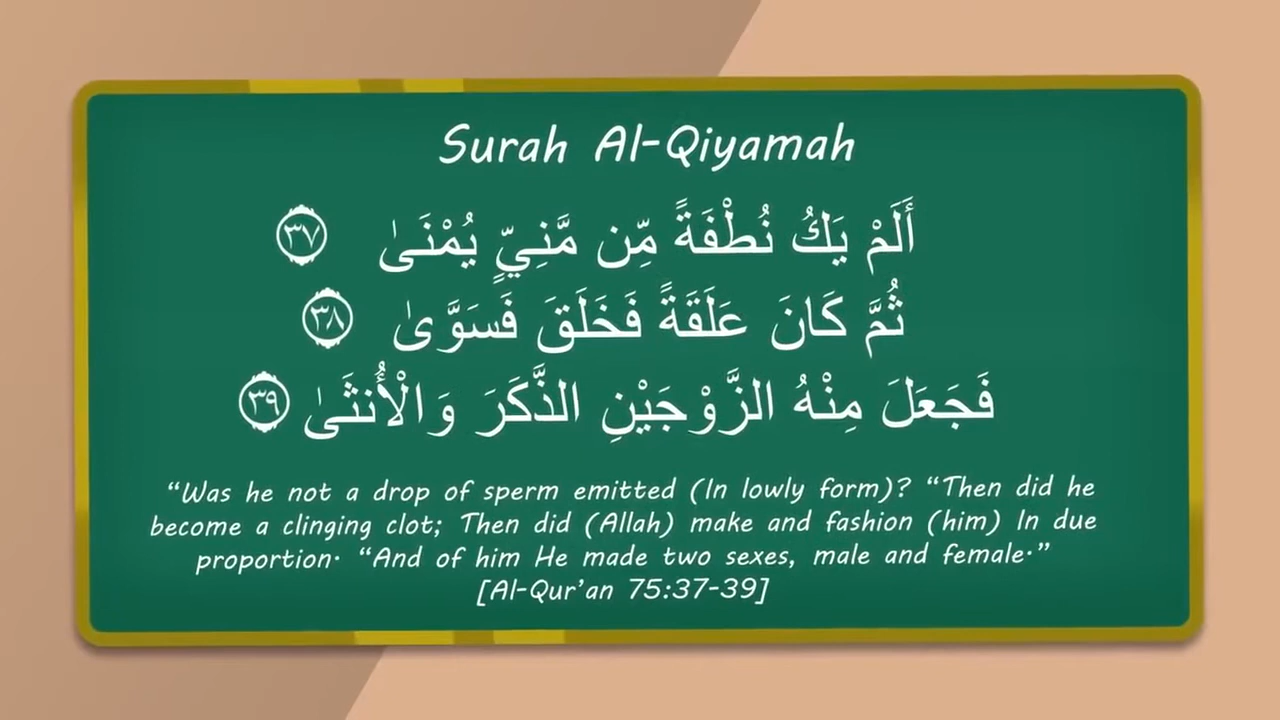 Surah Al-Qiyamah
أَلَمْ يَكُ نُطْفَةً مِّن مَّنِيٍّ يُمْنَىٰ ٣٧
ثُمَّ كَانَ عَلَقَةً فَخَلَقَ فَسَوَّىٰ ٣٨
فَجَعَلَ مِنْهُ الزَّوْجَيْنِ الذَّكَرَ وَالْأُنثَىٰ ٣٩
“Was he not a drop of sperm emitted (In lowly form)? “Then did he
become a clinging clot; Then did (Allah) make and fashion (him) In due
proportion. “And of him He made two sexes, male and female.”
[Al-Qur’an 75:37-39]